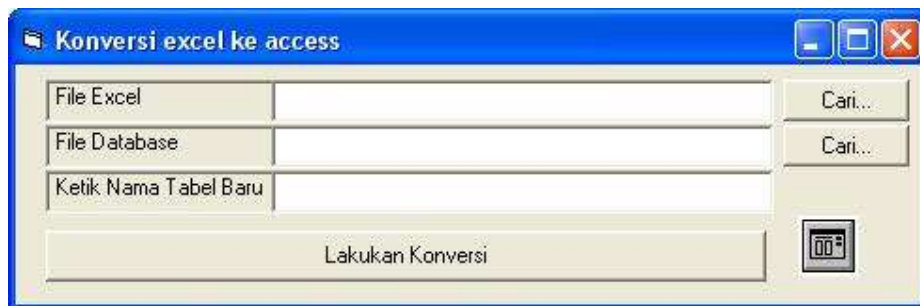 Konversi excel ke access
File Excel
Cari...
File Database
Cari...
Ketik Nama Tabel Baru
Lakukan Konversi